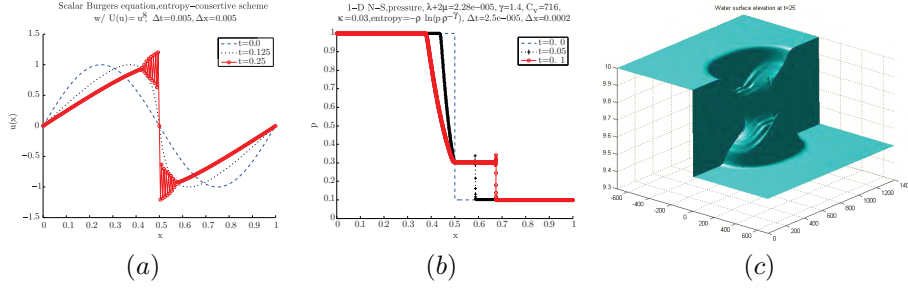 Scalar Burgers equation,entropy−consertive scheme
w/ U(u)= u⁸, Δt=0.005, Δx=0.005
t=0.0
t=0.125
t=0.25
1.5
1
0.5
0
−0.5
−1
−1.5
u(x)
0 0.1 0.2 0.3 0.4 0.5 0.6 0.7 0.8 0.9 1
x
(a)
1−D N−S,pressure, λ+2μ=2.28e−005, γ=1.4, Cᵥ=716,
κ=0.03,entropy=−ρ ln(p ρ^−γ), Δt=2.5e−005, Δx=0.0002
t=0. 0
t=0.05
t=0. 1
1
0.9
0.8
0.7
0.6
0.5
0.4
0.3
0.2
0.1
0
p
0 0.1 0.2 0.3 0.4 0.5 0.6 0.7 0.8 0.9 1
x
(b)
Water surface elevation at t=25
10
9.9
9.8
9.7
9.6
9.5
9.4
9.3
−600
−400
−200
0
200
400
600
0
200
400
600
800
1000
1200
140
(c)